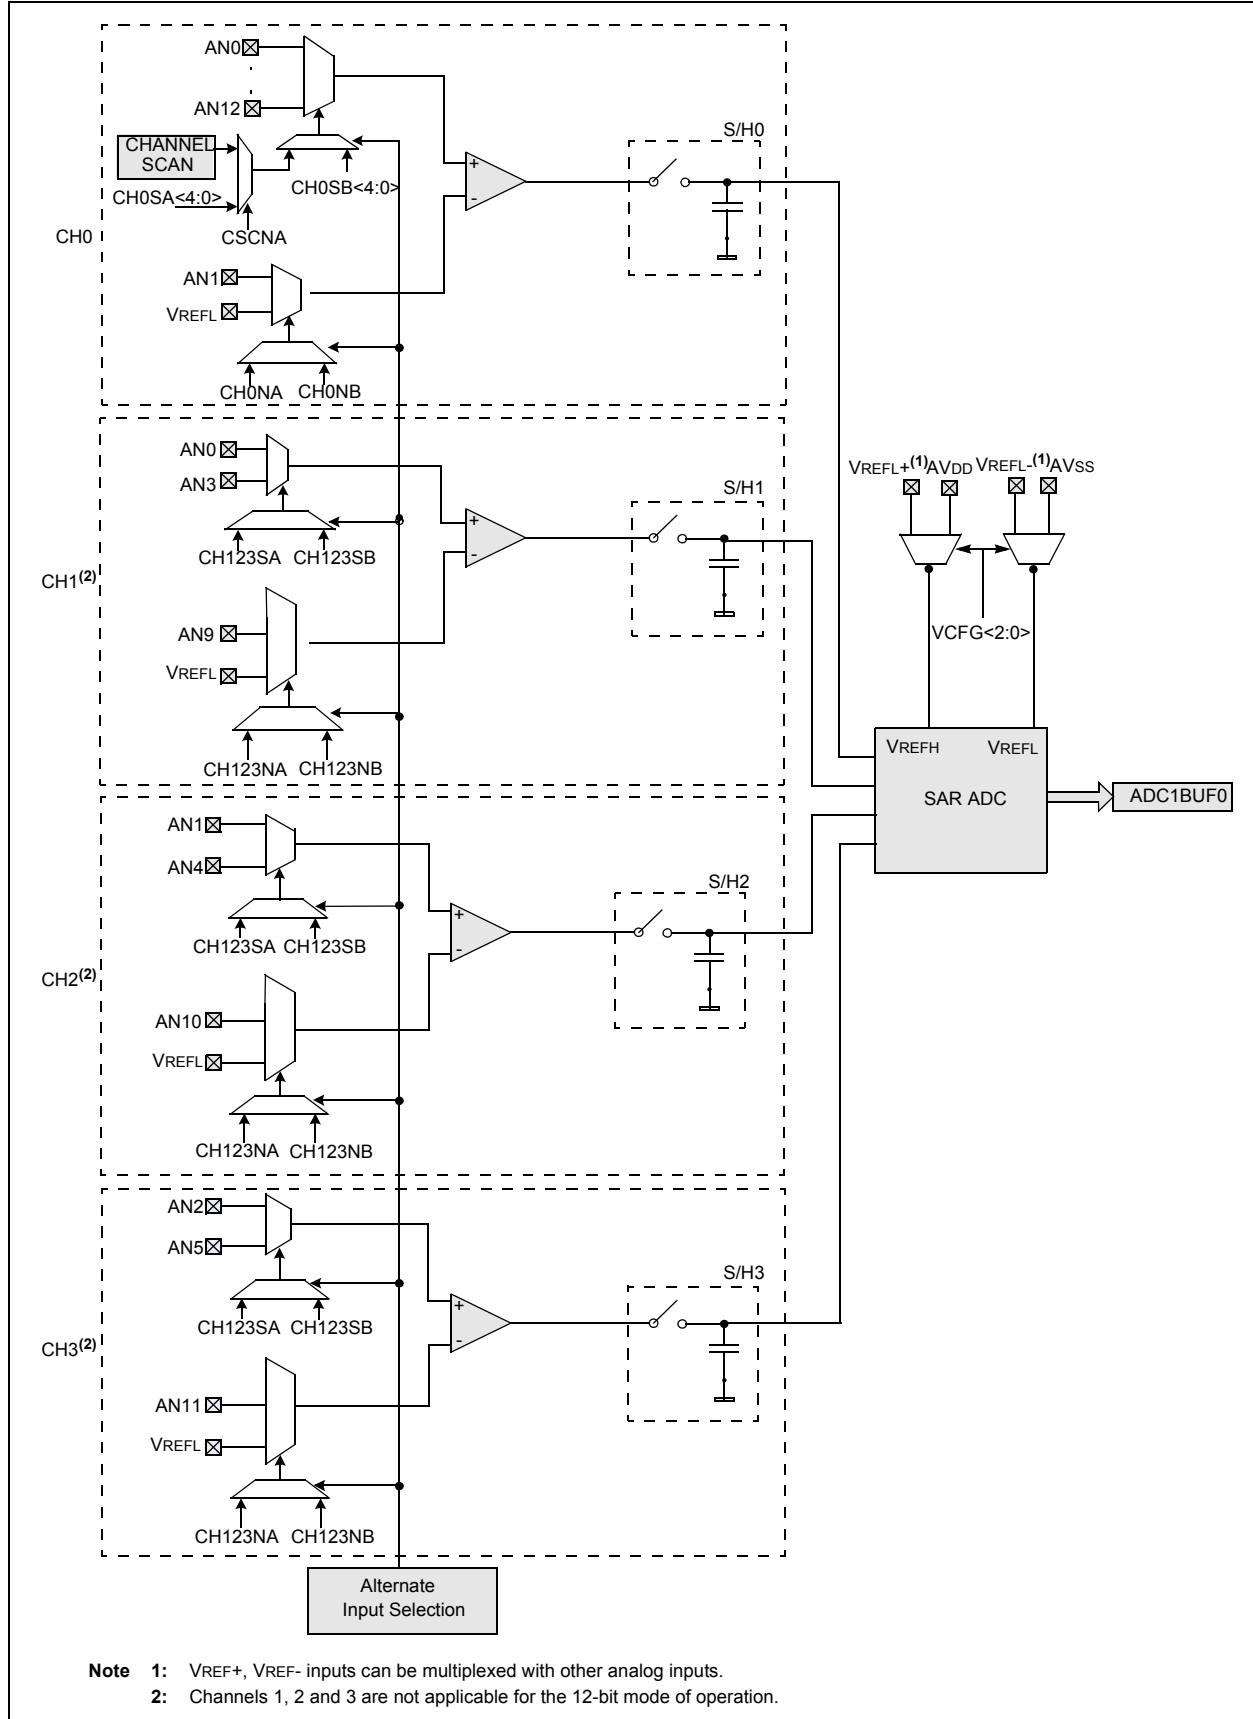 AN0
AN12
CHANNEL
SCAN
CH0SA<4:0>
CH0SB<4:0>
CSCNA
CH0
AN1
VREFL
CH0NA CH0NB
+
-
S/H0
AN0
AN3
CH123SA CH123SB
CH1(2)
AN9
VREFL
CH123NA CH123NB
+
-
S/H1
VREFL+(1) AVDD VREFL-(1) AVSS
VCFG<2:0>
VREFH VREFL
SAR ADC
ADC1BUF0
AN1
AN4
CH123SA CH123SB
CH2(2)
AN10
VREFL
CH123NA CH123NB
+
-
S/H2
AN2
AN5
CH123SA CH123SB
CH3(2)
AN11
VREFL
CH123NA CH123NB
+
-
S/H3
Alternate
Input Selection
Note 1: VREF+, VREF- inputs can be multiplexed with other analog inputs.
2: Channels 1, 2 and 3 are not applicable for the 12-bit mode of operation.